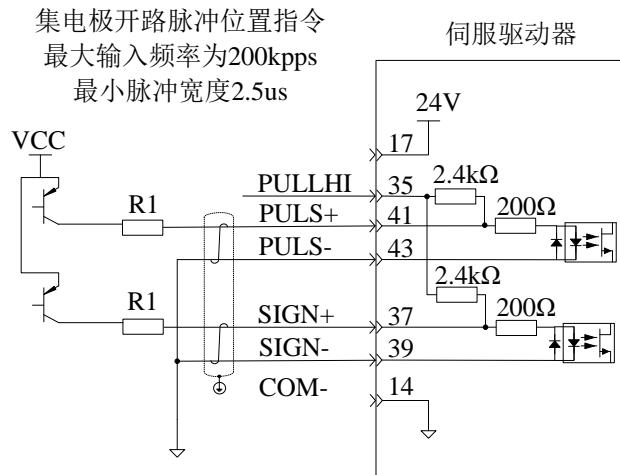 集电极开路脉冲位置指令
最大输入频率为200kpps
最小脉冲宽度2.5us
伺服驱动器
24V
VCC
17
2.4kΩ
PULLHI
35
200Ω
R1
PULS+
41
PULS-
43
2.4kΩ
200Ω
R1
SIGN+
37
SIGN-
39
COM-
14